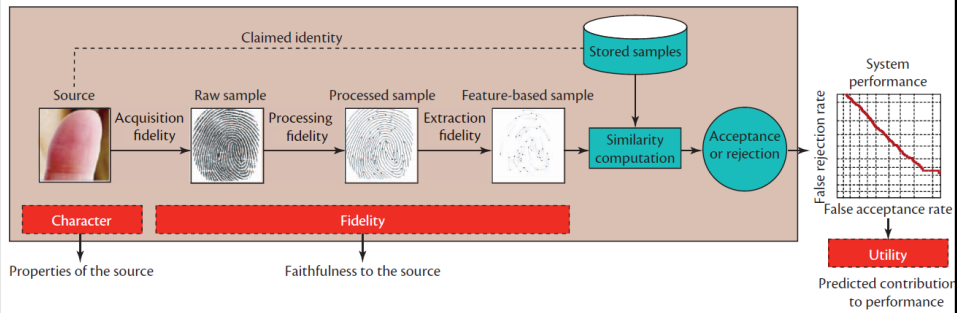 Claimed identity
Stored samples
Source
Raw sample
Processed sample
Feature-based sample
Acquisition
fidelity
Processing
fidelity
Extraction
fidelity
Similarity
computation
Acceptance
or rejection
System
performance
False rejection rate
False acceptance rate
Character
Fidelity
Utility
Properties of the source
Faithfulness to the source
Predicted contribution
to performance